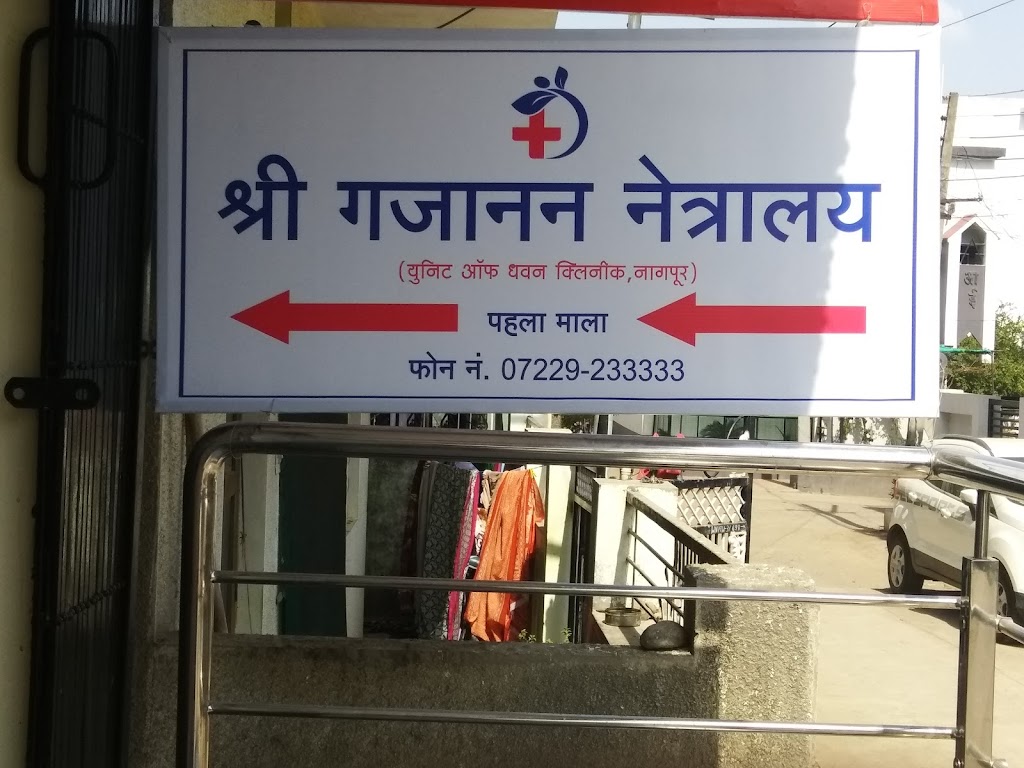 श्री गजानन नेत्रालय
(युनिट ऑफ धवन क्लिनीक,नागपूर)
पहला माला
फोन नं. 07229-233333
आ
ई